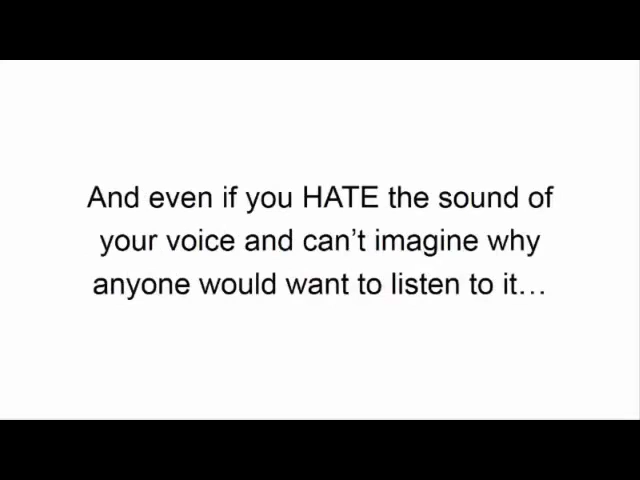 And even if you HATE the sound of
your voice and can’t imagine why
anyone would want to listen to it…